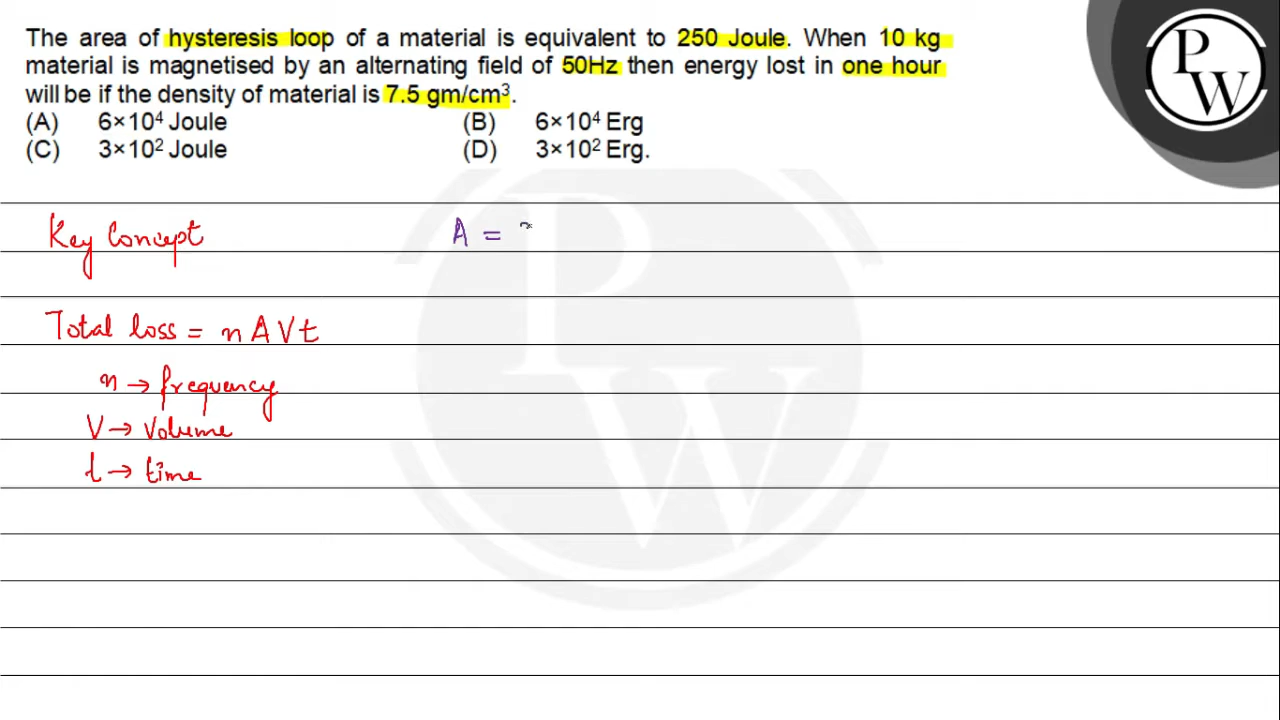 The area of hysteresis loop of a material is equivalent to 250 Joule. When 10 kg
material is magnetised by an alternating field of 50Hz then energy lost in one hour
will be if the density of material is 7.5 gm/cm³.
(A) 6×10⁴ Joule (B) 6×10⁴ Erg
(C) 3×10² Joule (D) 3×10² Erg.
P
W
Key Concept A =
Total loss = n A V t
n → frequency
V → Volume
t → time
P
W